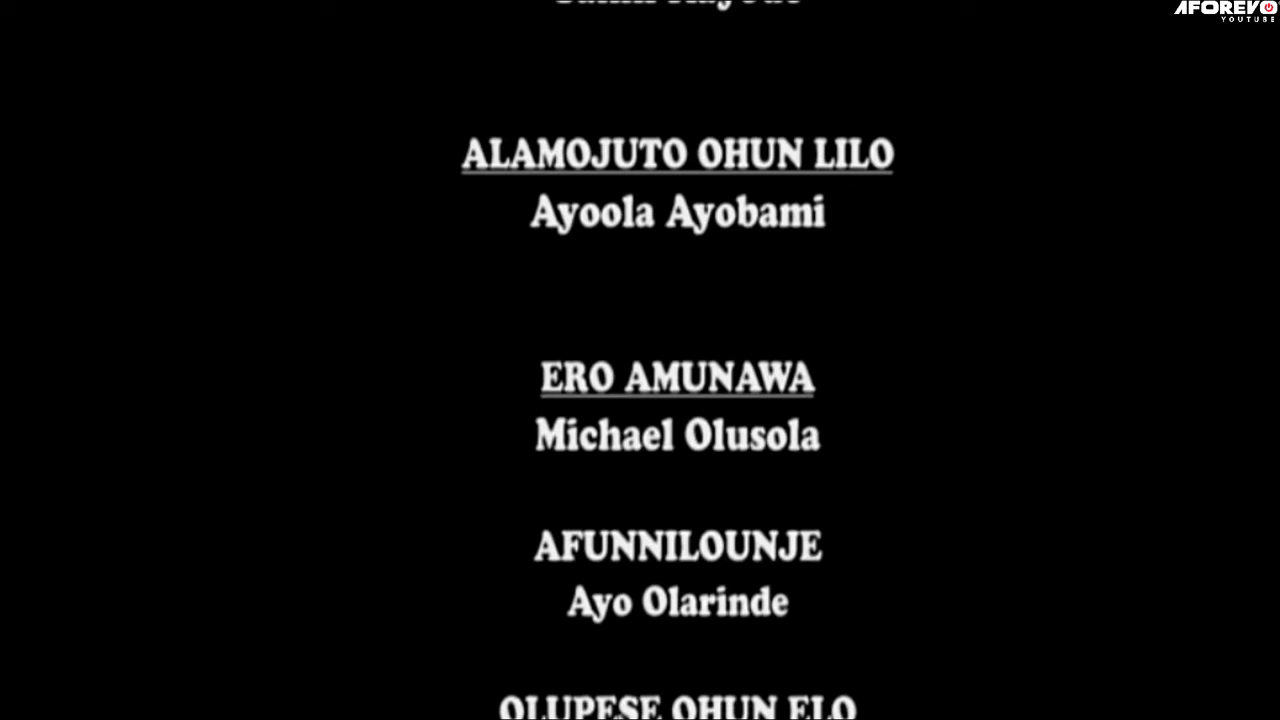 AFOREVO
YOUTUBE
ALAMOJUTO OHUN LILO
Ayoola Ayobami
ERO AMUNAWA
Michael Olusola
AFUNNILOUNJE
Ayo Olarinde
OLUPESE OHUN ELO